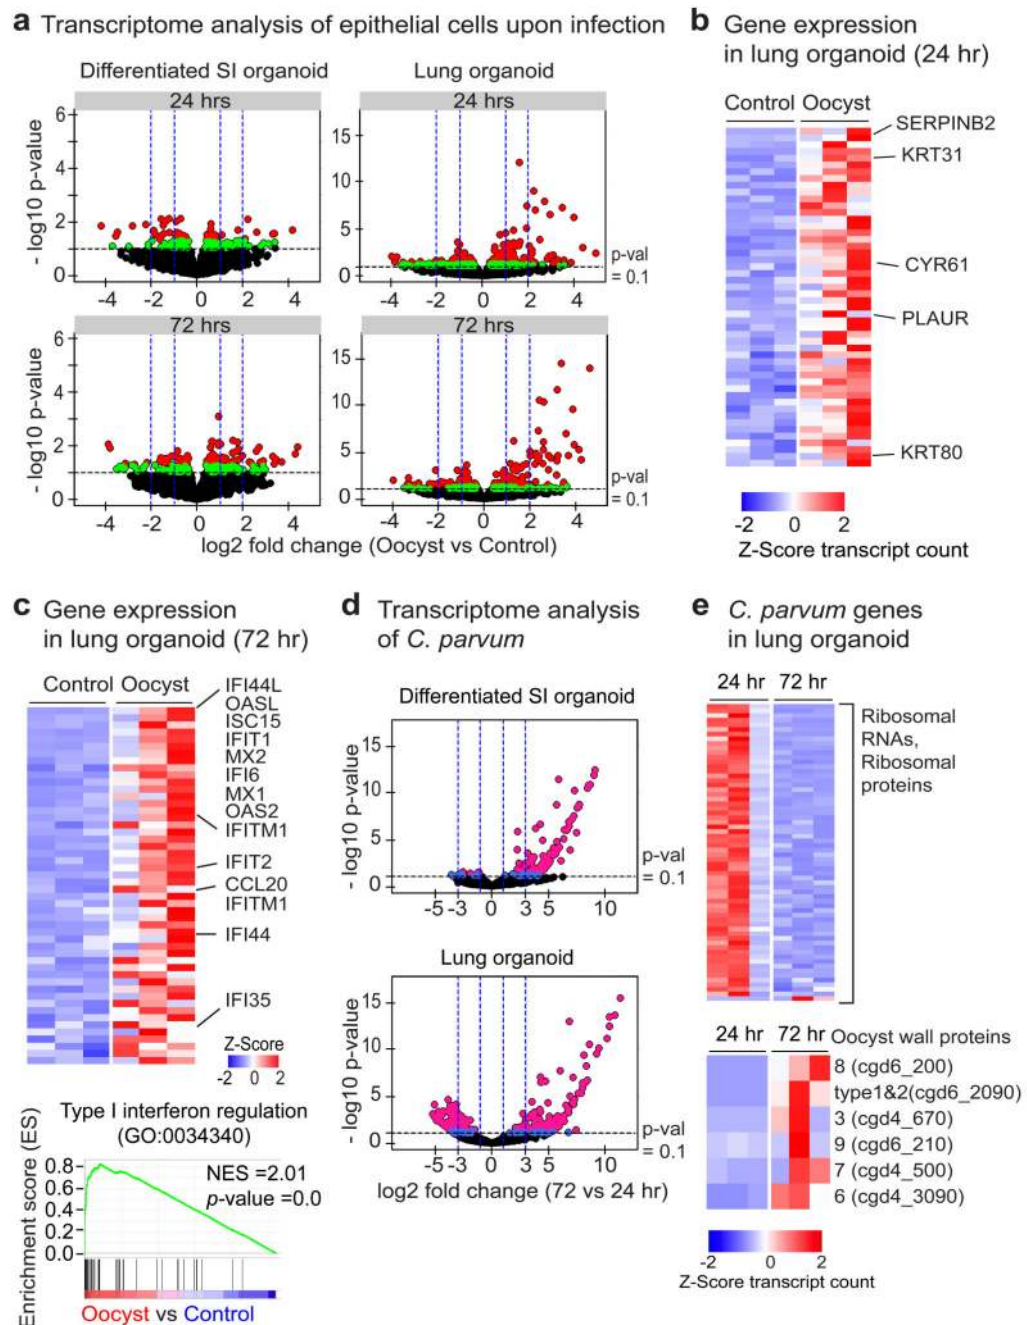 a Transcriptome analysis of epithelial cells upon infection
Differentiated SI organoid
Lung organoid
24 hrs
24 hrs
- log10 p-value
6
4
2
0
15
10
5
0
p-val
= 0.1
-4 -2 0 2 4
-4 -2 0 2 4
72 hrs
72 hrs
- log10 p-value
6
4
2
0
15
10
5
0
p-val
= 0.1
-4 -2 0 2 4
-4 -2 0 2 4
log2 fold change (Oocyst vs Control)
b Gene expression
in lung organoid (24 hr)
Control Oocyst
SERPINB2
KRT31
CYR61
PLAUR
KRT80
-2 0 2
Z-Score transcript count
c Gene expression
in lung organoid (72 hr)
Control Oocyst
IFI44L
OASL
ISC15
IFIT1
MX2
IFI6
MX1
OAS2
IFITM1
IFIT2
CCL20
IFITM1
IFI44
IFI35
Z-Score
-2 0 2
Type I interferon regulation
(GO:0034340)
Enrichment score (ES)
0.8
0.6
0.4
0.2
0.0
NES =2.01
p-value =0.0
Oocyst vs Control
d Transcriptome analysis
of C. parvum
Differentiated SI organoid
- log10 p-value
15
10
5
0
p-val
= 0.1
-5 -3 0 3 5 10
Lung organoid
- log10 p-value
15
10
5
0
p-val
= 0.1
-5 -3 0 3 5 10
log2 fold change (72 vs 24 hr)
e C. parvum genes
in lung organoid
24 hr 72 hr
Ribosomal
RNAs,
Ribosomal
proteins
24 hr 72 hr Oocyst wall proteins
8 (cgd6_200)
type1&2(cgd6_2090)
3 (cgd4_670)
9 (cgd6_210)
7 (cgd4_500)
6 (cgd4_3090)
-2 0 2
Z-Score transcript count